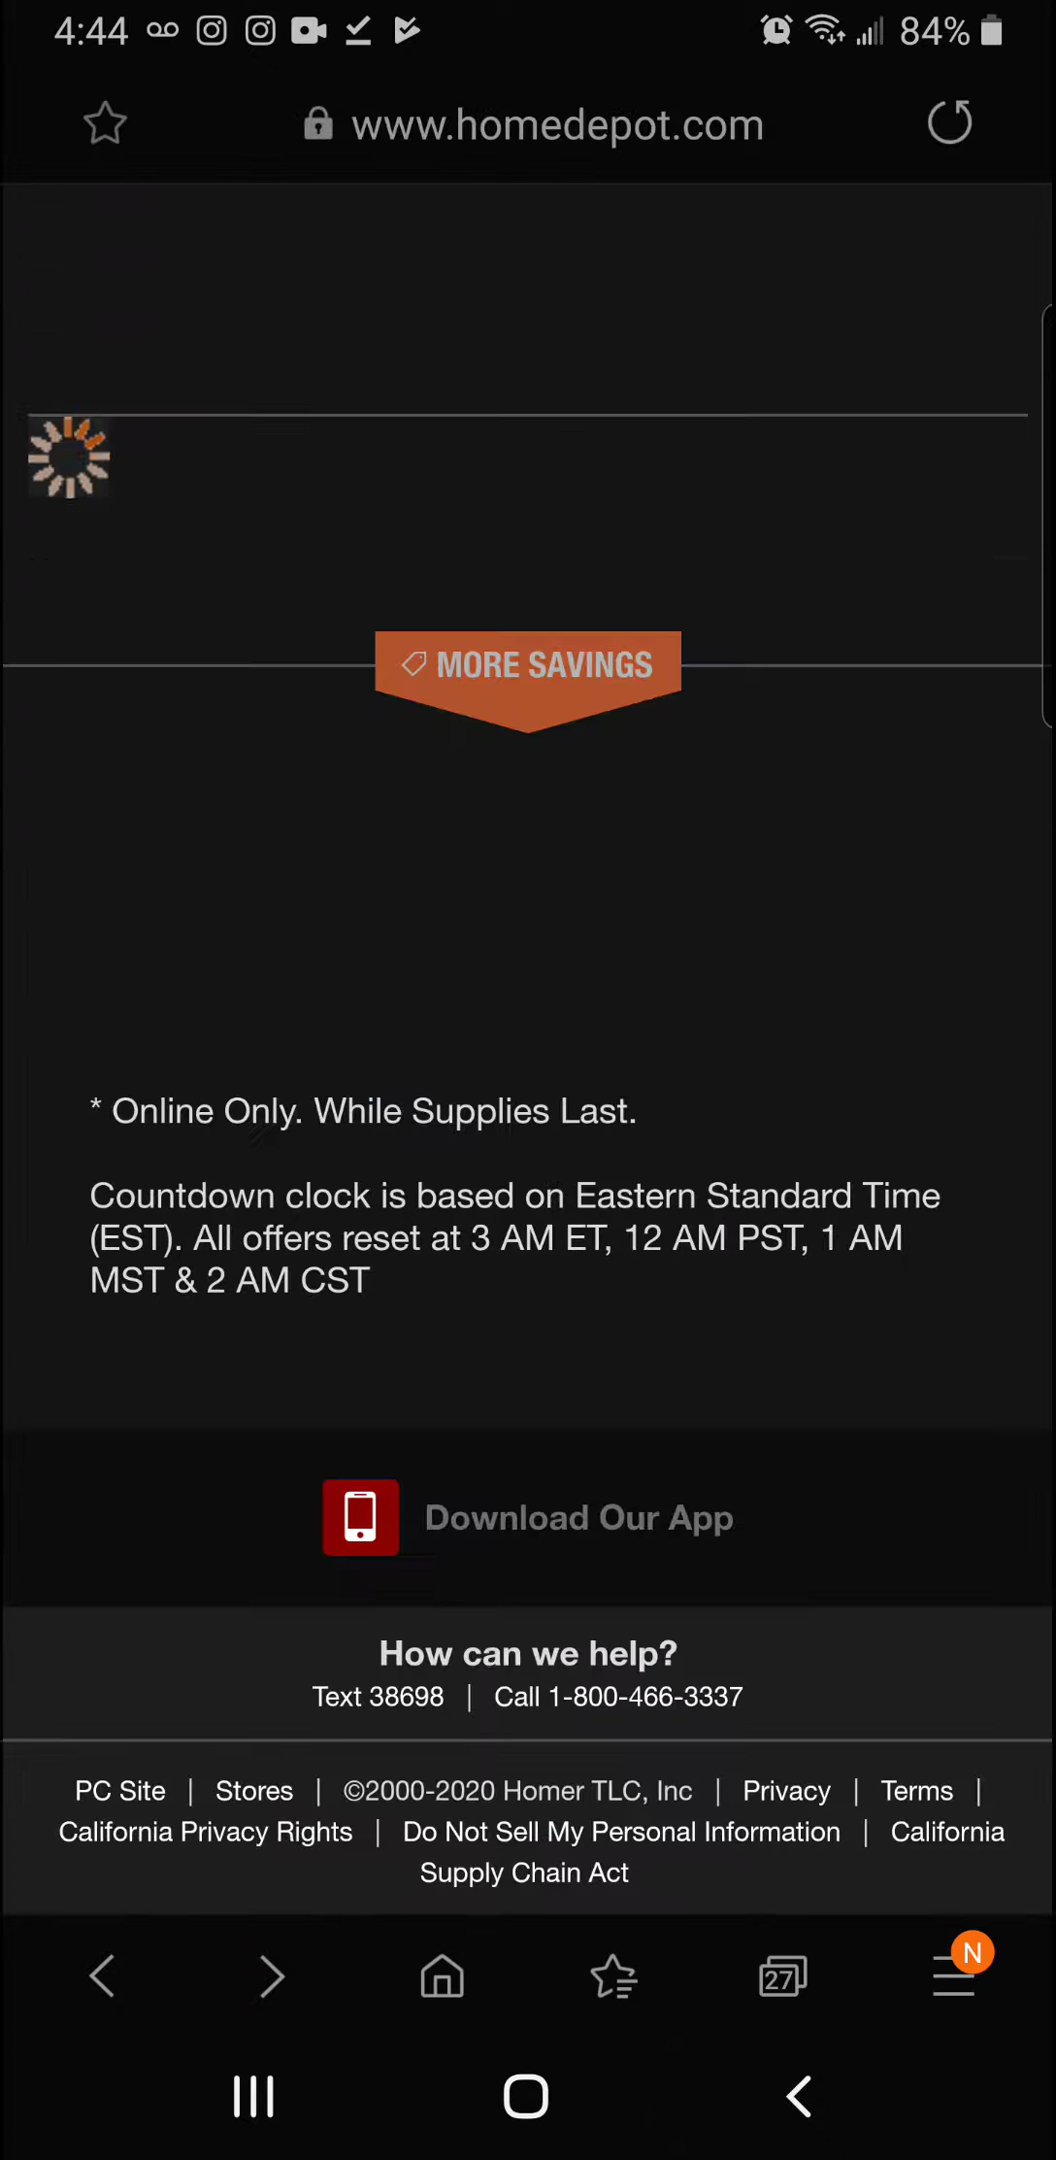 4:44
84%
www.homedepot.com
MORE SAVINGS
* Online Only. While Supplies Last.
Countdown clock is based on Eastern Standard Time
(EST). All offers reset at 3 AM ET, 12 AM PST, 1 AM
MST & 2 AM CST
Download Our App
How can we help?
Text 38698 | Call 1-800-466-3337
PC Site | Stores | ©2000-2020 Homer TLC, Inc | Privacy | Terms |
California Privacy Rights | Do Not Sell My Personal Information | California
Supply Chain Act
27
N